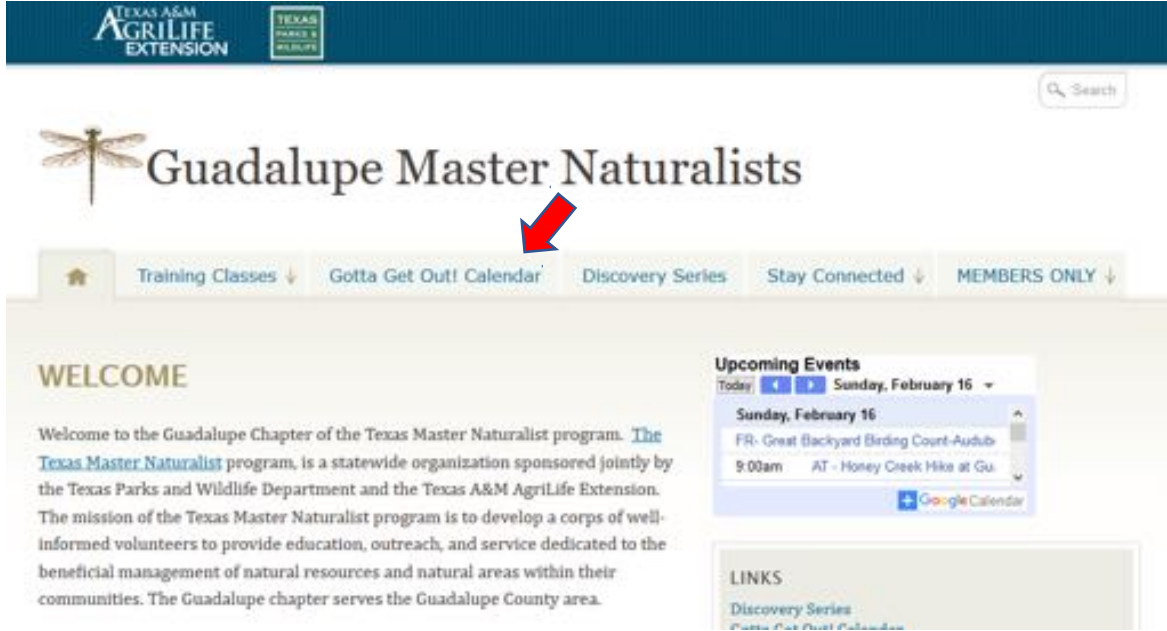 TEXAS A&M
AGRILIFE
EXTENSION
TEXAS
PARKS &
WILDLIFE
Search
Guadalupe Master Naturalists
Training Classes ↓
Gotta Get Out! Calendar
Discovery Series
Stay Connected ↓
MEMBERS ONLY ↓
WELCOME
Welcome to the Guadalupe Chapter of the Texas Master Naturalist program. The
Texas Master Naturalist program, is a statewide organization sponsored jointly by
the Texas Parks and Wildlife Department and the Texas A&M AgriLife Extension.
The mission of the Texas Master Naturalist program is to develop a corps of well-
informed volunteers to provide education, outreach, and service dedicated to the
beneficial management of natural resources and natural areas within their
communities. The Guadalupe chapter serves the Guadalupe County area.
Upcoming Events
Today Sunday, February 16
Sunday, February 16
FR- Great Backyard Birding Count-Audub
9:00am AT - Honey Creek Hike at Gu
Google Calendar
LINKS
Discovery Series
Gotta Get Out! Calendar